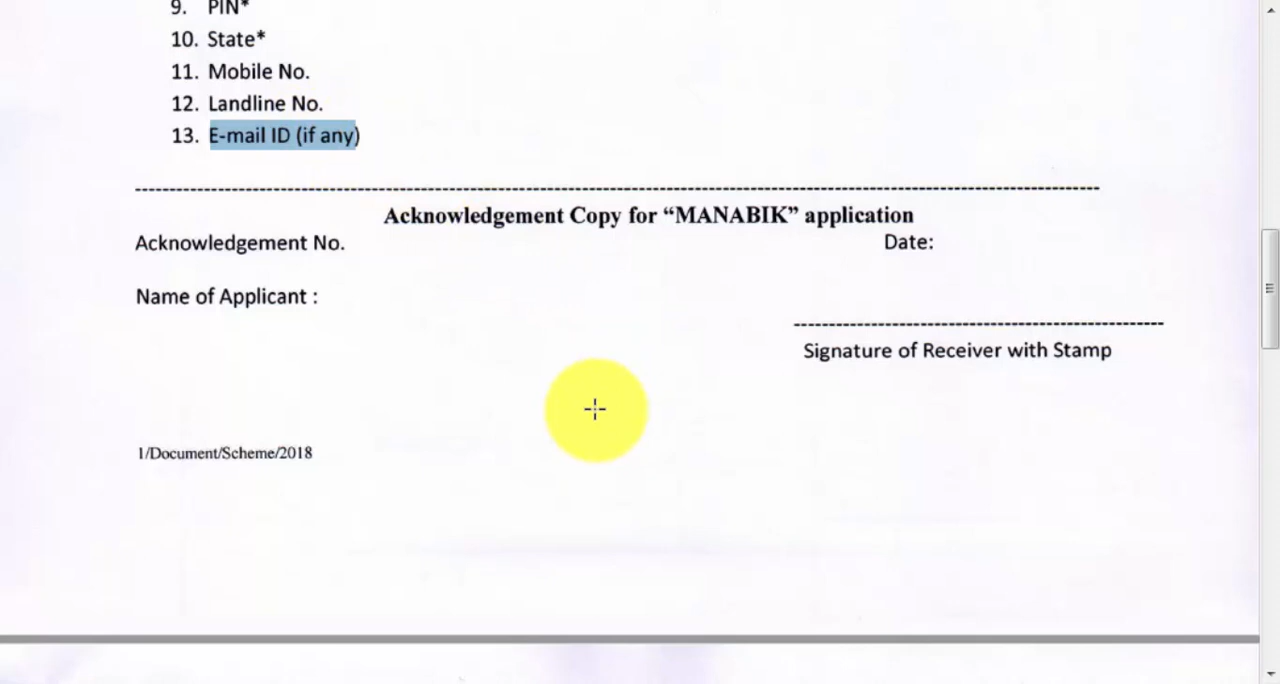 9. PIN*
10. State*
11. Mobile No.
12. Landline No.
13. E-mail ID (if any)
Acknowledgement Copy for “MANABIK” application
Acknowledgement No. Date:
Name of Applicant :
Signature of Receiver with Stamp
1/Document/Scheme/2018